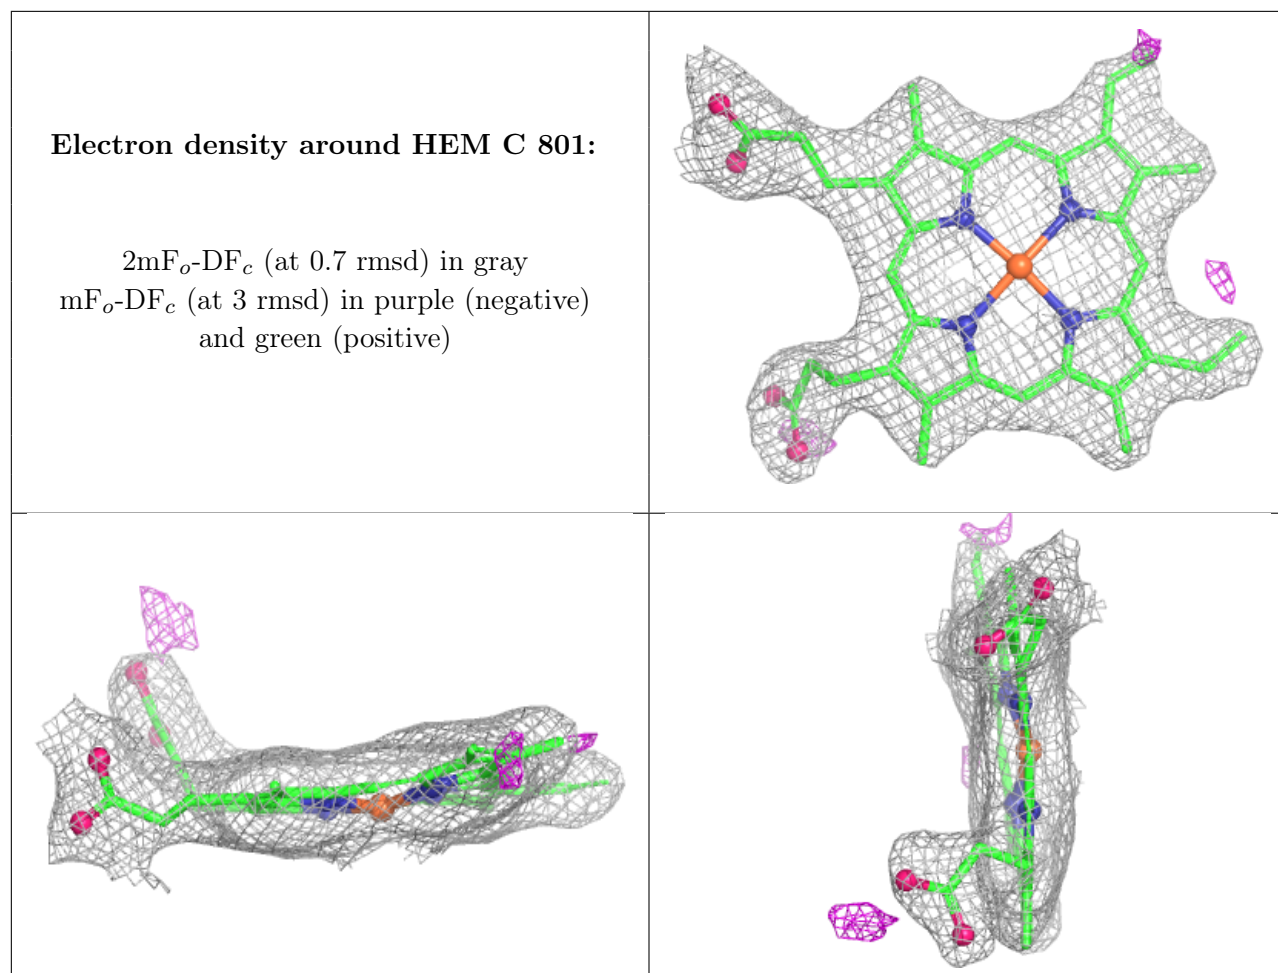 Electron density around HEM C 801:
2mFₒ-DF𝒸 (at 0.7 rmsd) in gray
mFₒ-DF𝒸 (at 3 rmsd) in purple (negative)
and green (positive)